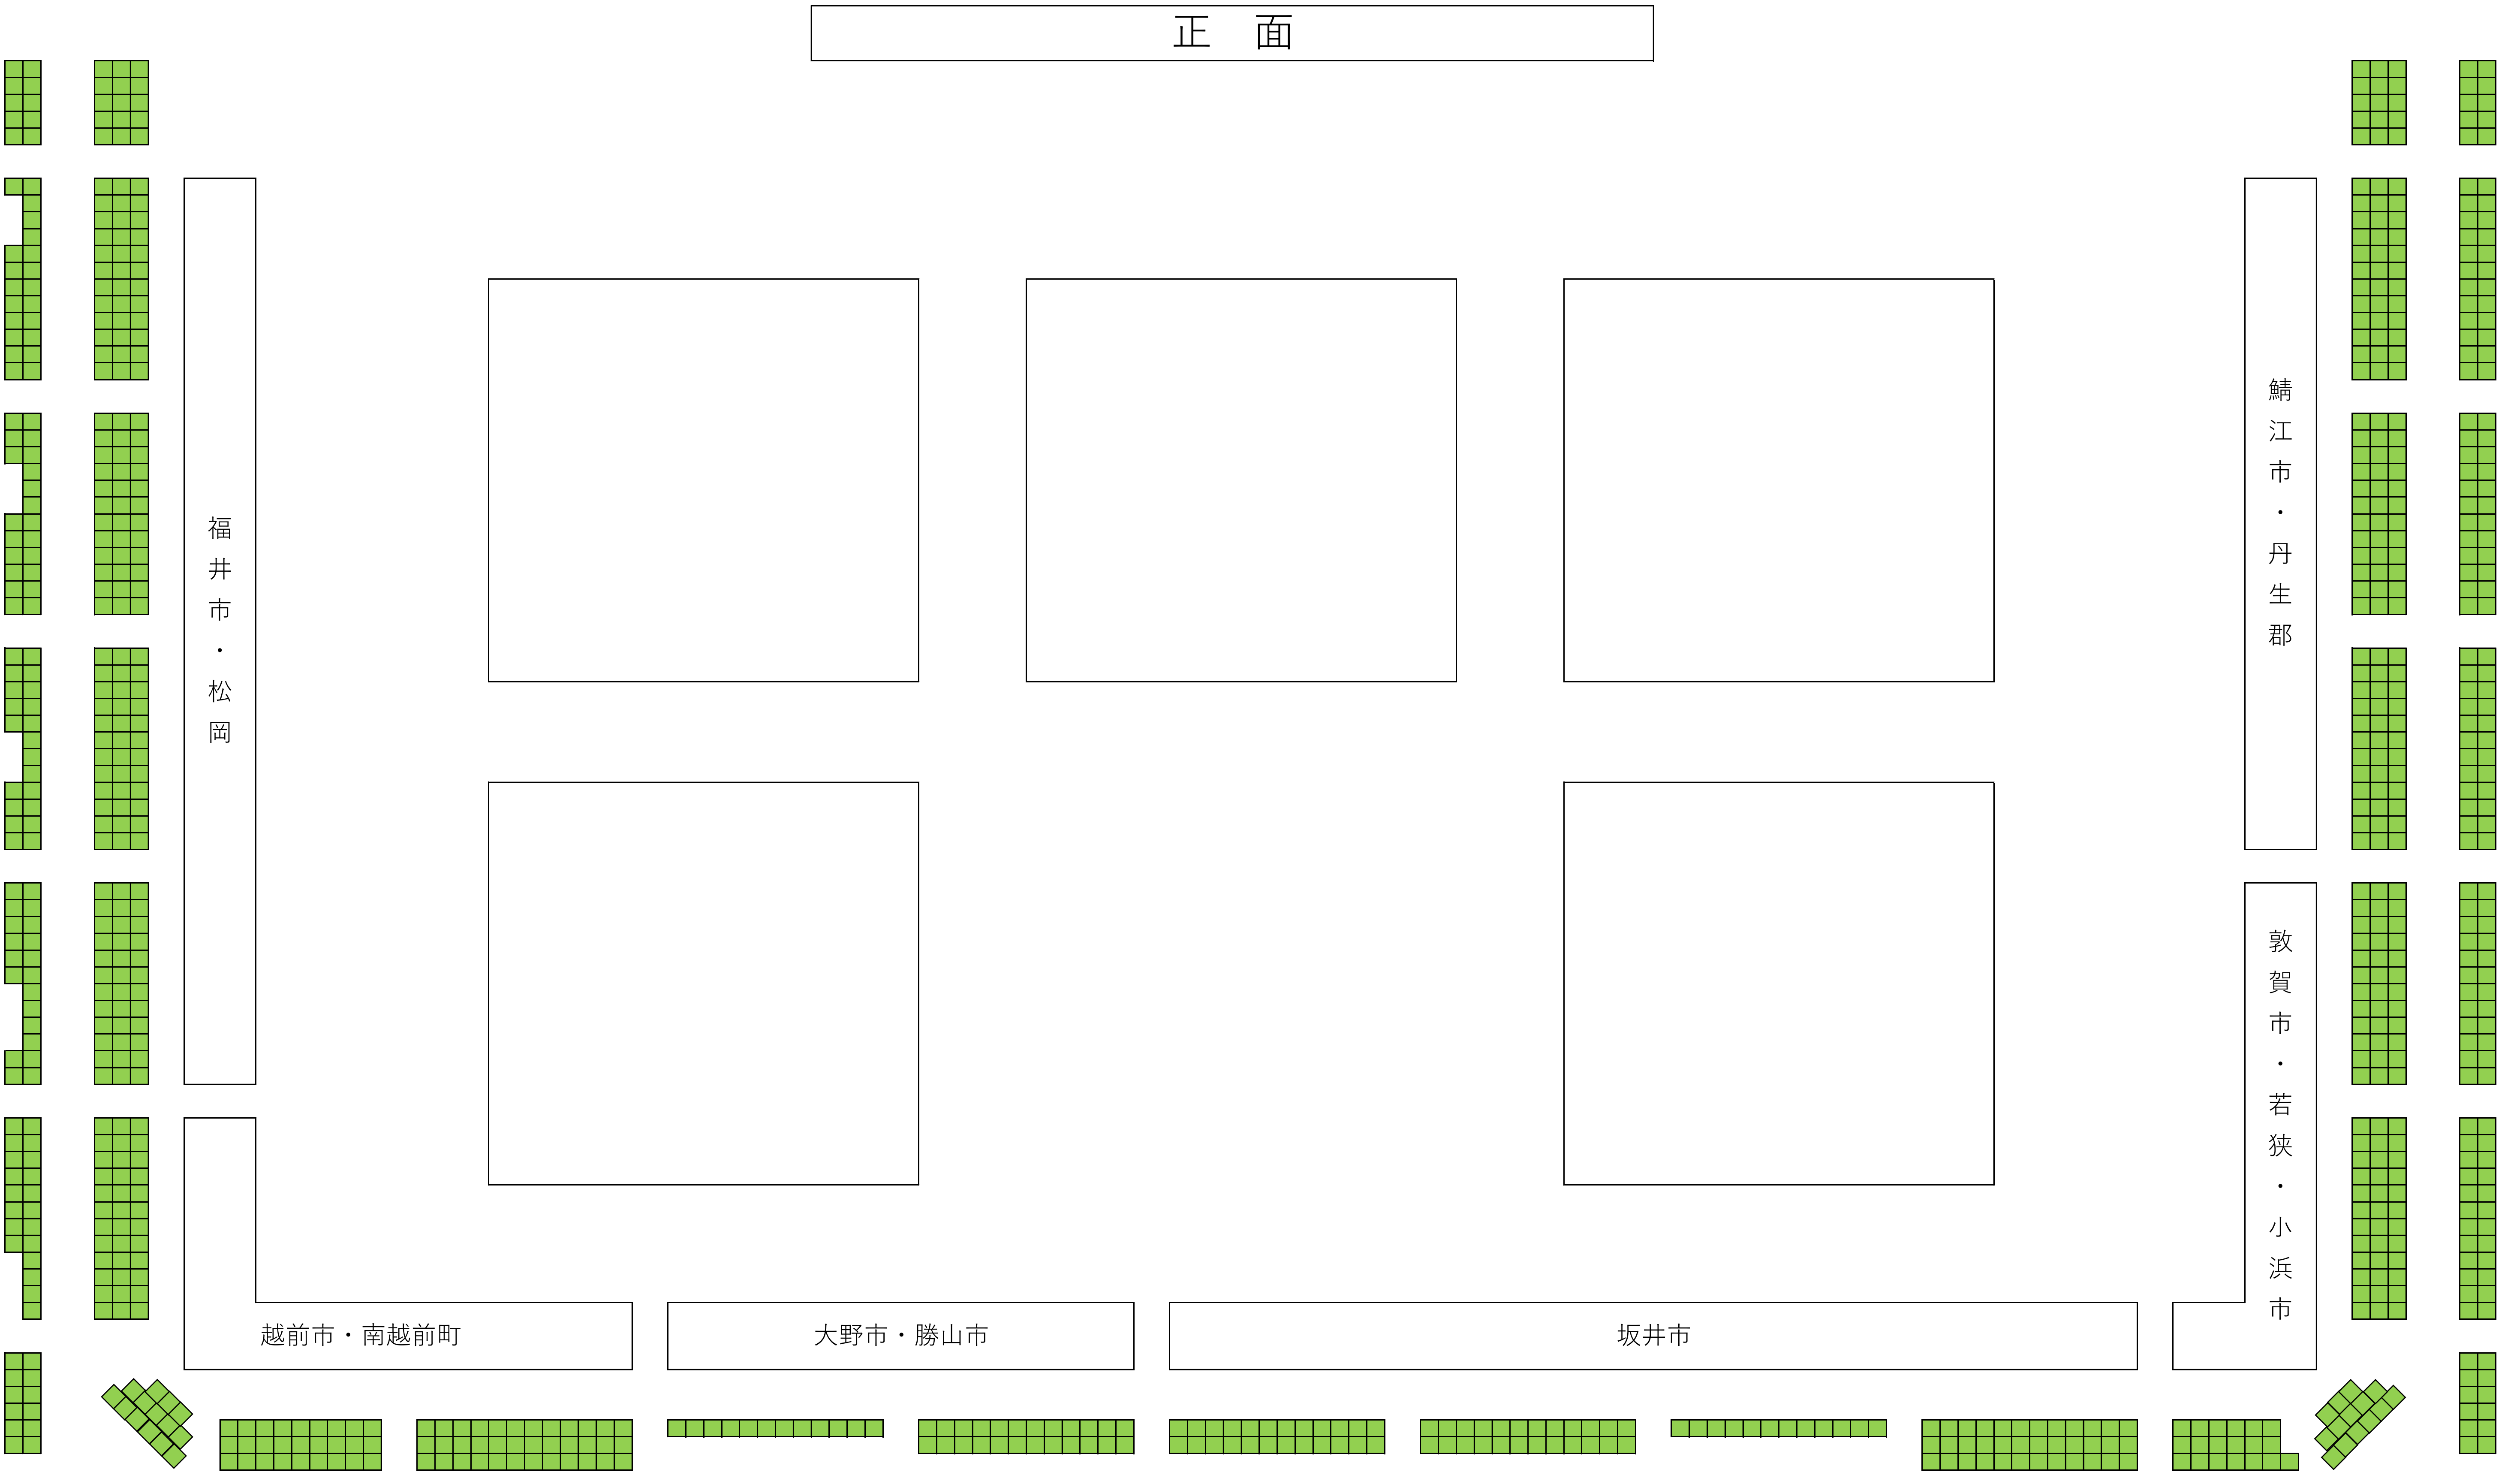 正　面
福井市・松岡
鯖江市・丹生郡
敦賀市・若狭・小浜市
越前市・南越前町
大野市・勝山市
坂井市